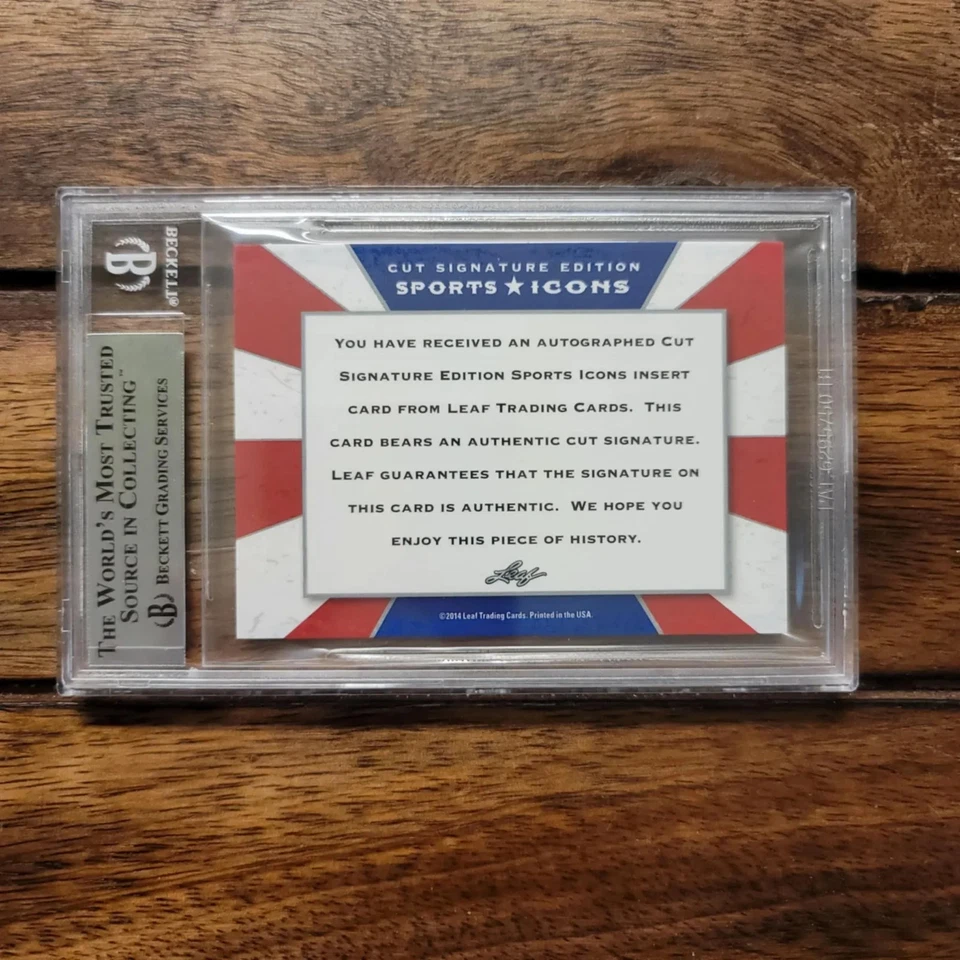 CUT SIGNATURE EDITION
SPORTS★ICONS
YOU HAVE RECEIVED AN AUTOGRAPHED CUT
SIGNATURE EDITION SPORTS ICONS INSERT
CARD FROM LEAF TRADING CARDS. THIS
CARD BEARS AN AUTHENTIC CUT SIGNATURE.
LEAF GUARANTEES THAT THE SIGNATURE ON
THIS CARD IS AUTHENTIC. WE HOPE YOU
ENJOY THIS PIECE OF HISTORY.
Leaf
©2014 Leaf Trading Cards. Printed in the USA.
B
BECKETT®
THE WORLD'S MOST TRUSTED
SOURCE IN COLLECTING™
B BECKETT GRADING SERVICES